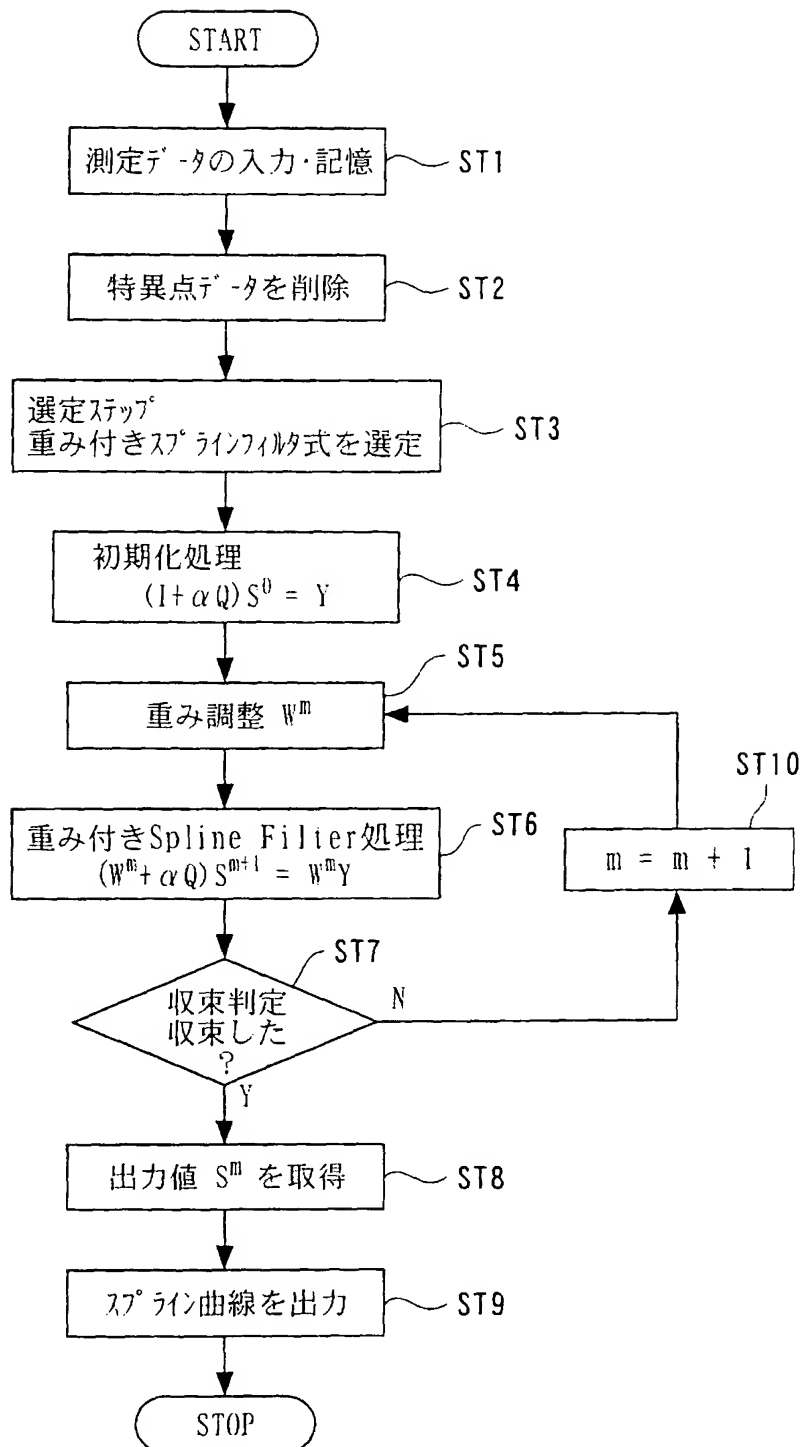 START
測定データの入力・記憶
ST1
特異点データを削除
ST2
選定ステップ
重み付きスプラインフィルタ式を選定
ST3
初期化処理
(I+αQ)S⁰ = Y
ST4
ST5
重み調整 Wᵐ
ST10
m = m + 1
重み付きSpline Filter処理
(Wᵐ+αQ)Sᵐ⁺¹ = WᵐY
ST6
ST7
収束判定
収束した
?
N
Y
出力値 Sᵐ を取得
ST8
スプライン曲線を出力
ST9
STOP